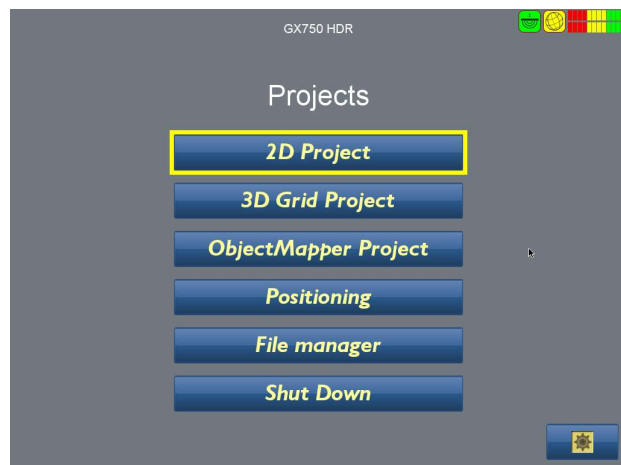 GX750 HDR
Projects
2D Project
3D Grid Project
ObjectMapper Project
Positioning
File manager
Shut Down